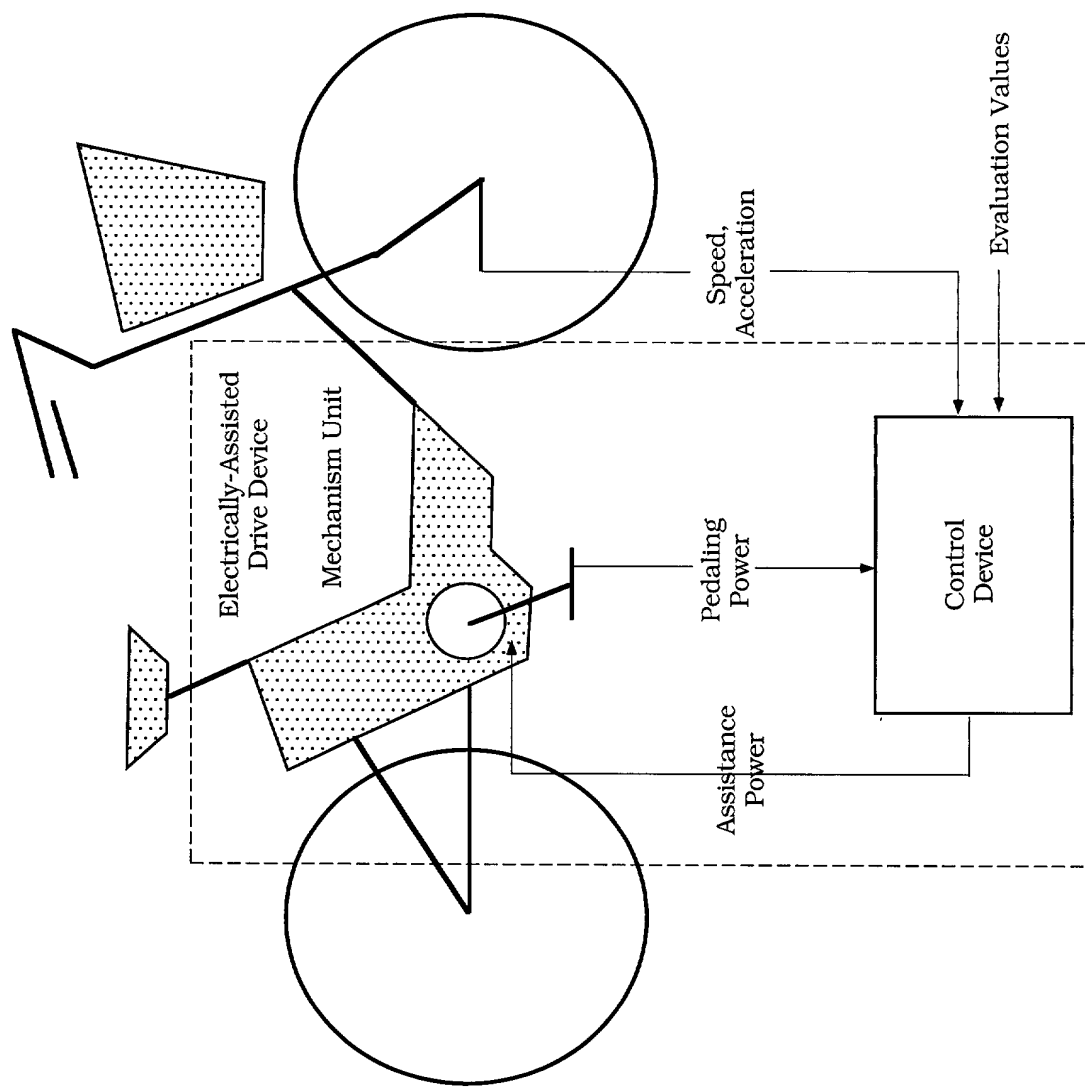 Electrically-Assisted
Drive Device
Mechanism Unit
Assistance
Power
Pedaling
Power
Speed,
Acceleration
Control
Device
Evaluation Values